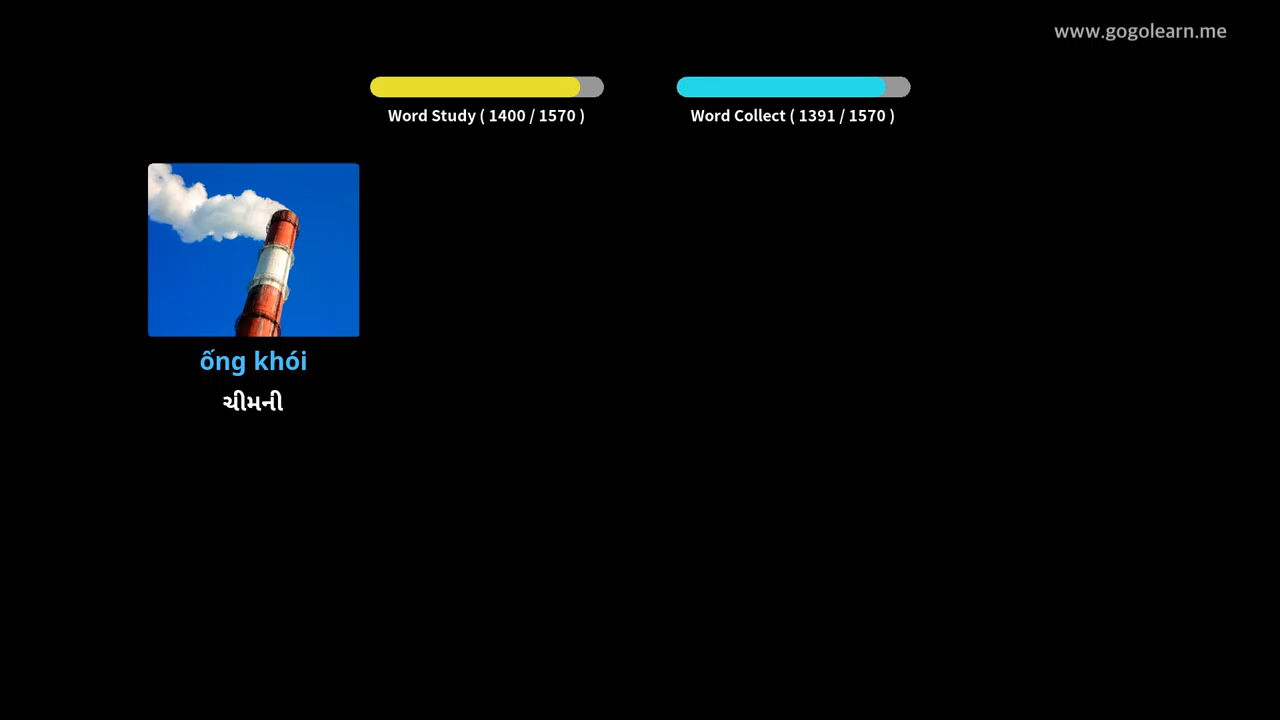 www.gogolearn.me
Word Study ( 1400 / 1570 )
Word Collect ( 1391 / 1570 )
ống khói
ચીમની